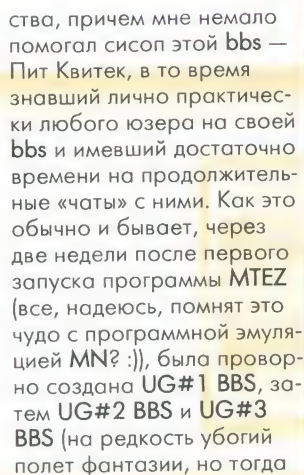 ства, причем мне немало
помогал сисоп этой bbs —
Пит Квитек, в то время
знавший лично практичес-
ки любого юзера на своей
bbs и имевший достаточно
времени на продолжитель-
ные «чаты» с ними. Как это
обычно и бывает, через
две недели после первого
запуска программы MTEZ
(все, надеюсь, помнят это
чудо с программной эмуля-
цией MN? :)), была провор-
но создана UG#1 BBS, за-
тем UG#2 BBS и UG#3
BBS (на редкость убогий
полет фантазии, но тогда